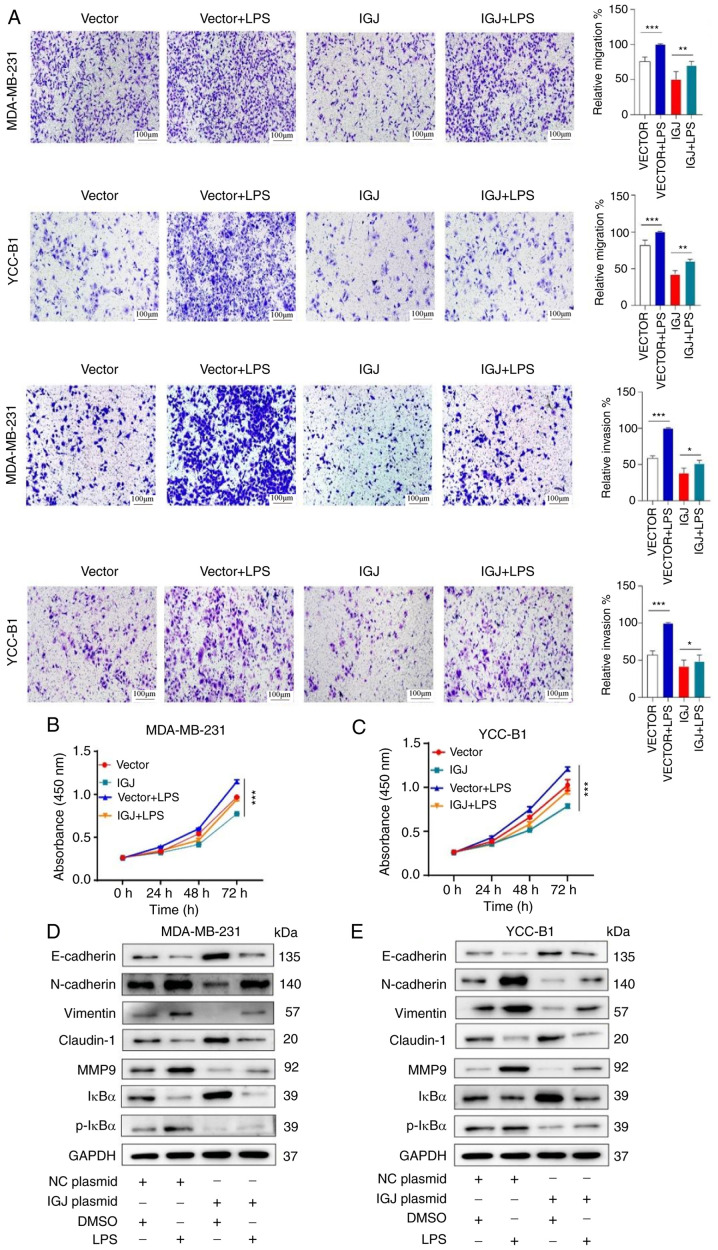 A
Vector Vector+LPS IGJ IGJ+LPS
MDA-MB-231
100μm 100μm 100μm 100μm
Relative migration %
100
50
0
*** **
VECTOR
VECTOR+LPS
IGJ
IGJ+LPS
Vector Vector+LPS IGJ IGJ+LPS
YCC-B1
100μm 100μm 100μm 100μm
Relative migration %
100
50
0
*** **
VECTOR
VECTOR+LPS
IGJ
IGJ+LPS
Vector Vector+LPS IGJ IGJ+LPS
MDA-MB-231
100μm 100μm 100μm 100μm
Relative invasion %
100
50
0
*** *
VECTOR
VECTOR+LPS
IGJ
IGJ+LPS
Vector Vector+LPS IGJ IGJ+LPS
YCC-B1
100μm 100μm 100μm 100μm
Relative invasion %
100
50
0
*** *
VECTOR
VECTOR+LPS
IGJ
IGJ+LPS
B
MDA-MB-231
Absorbance (450 nm)
1.5
1.0
0.5
0.0
Vector
IGJ
Vector+LPS
IGJ+LPS
***
0 h 24 h 48 h 72 h
Time (h)
C
YCC-B1
Absorbance (450 nm)
1.5
1.0
0.5
0.0
Vector
IGJ
Vector+LPS
IGJ+LPS
***
0 h 24 h 48 h 72 h
Time (h)
D
MDA-MB-231 kDa
E-cadherin 135
N-cadherin 140
Vimentin 57
Claudin-1 20
MMP9 92
IκBα 39
p-IκBα 39
GAPDH 37
NC plasmid + + − −
IGJ plasmid − − + +
DMSO + − + −
LPS − + − +
E
YCC-B1 kDa
E-cadherin 135
N-cadherin 140
Vimentin 57
Claudin-1 20
MMP9 92
IκBα 39
p-IκBα 39
GAPDH 37
NC plasmid + + − −
IGJ plasmid − − + +
DMSO + − + −
LPS − + − +